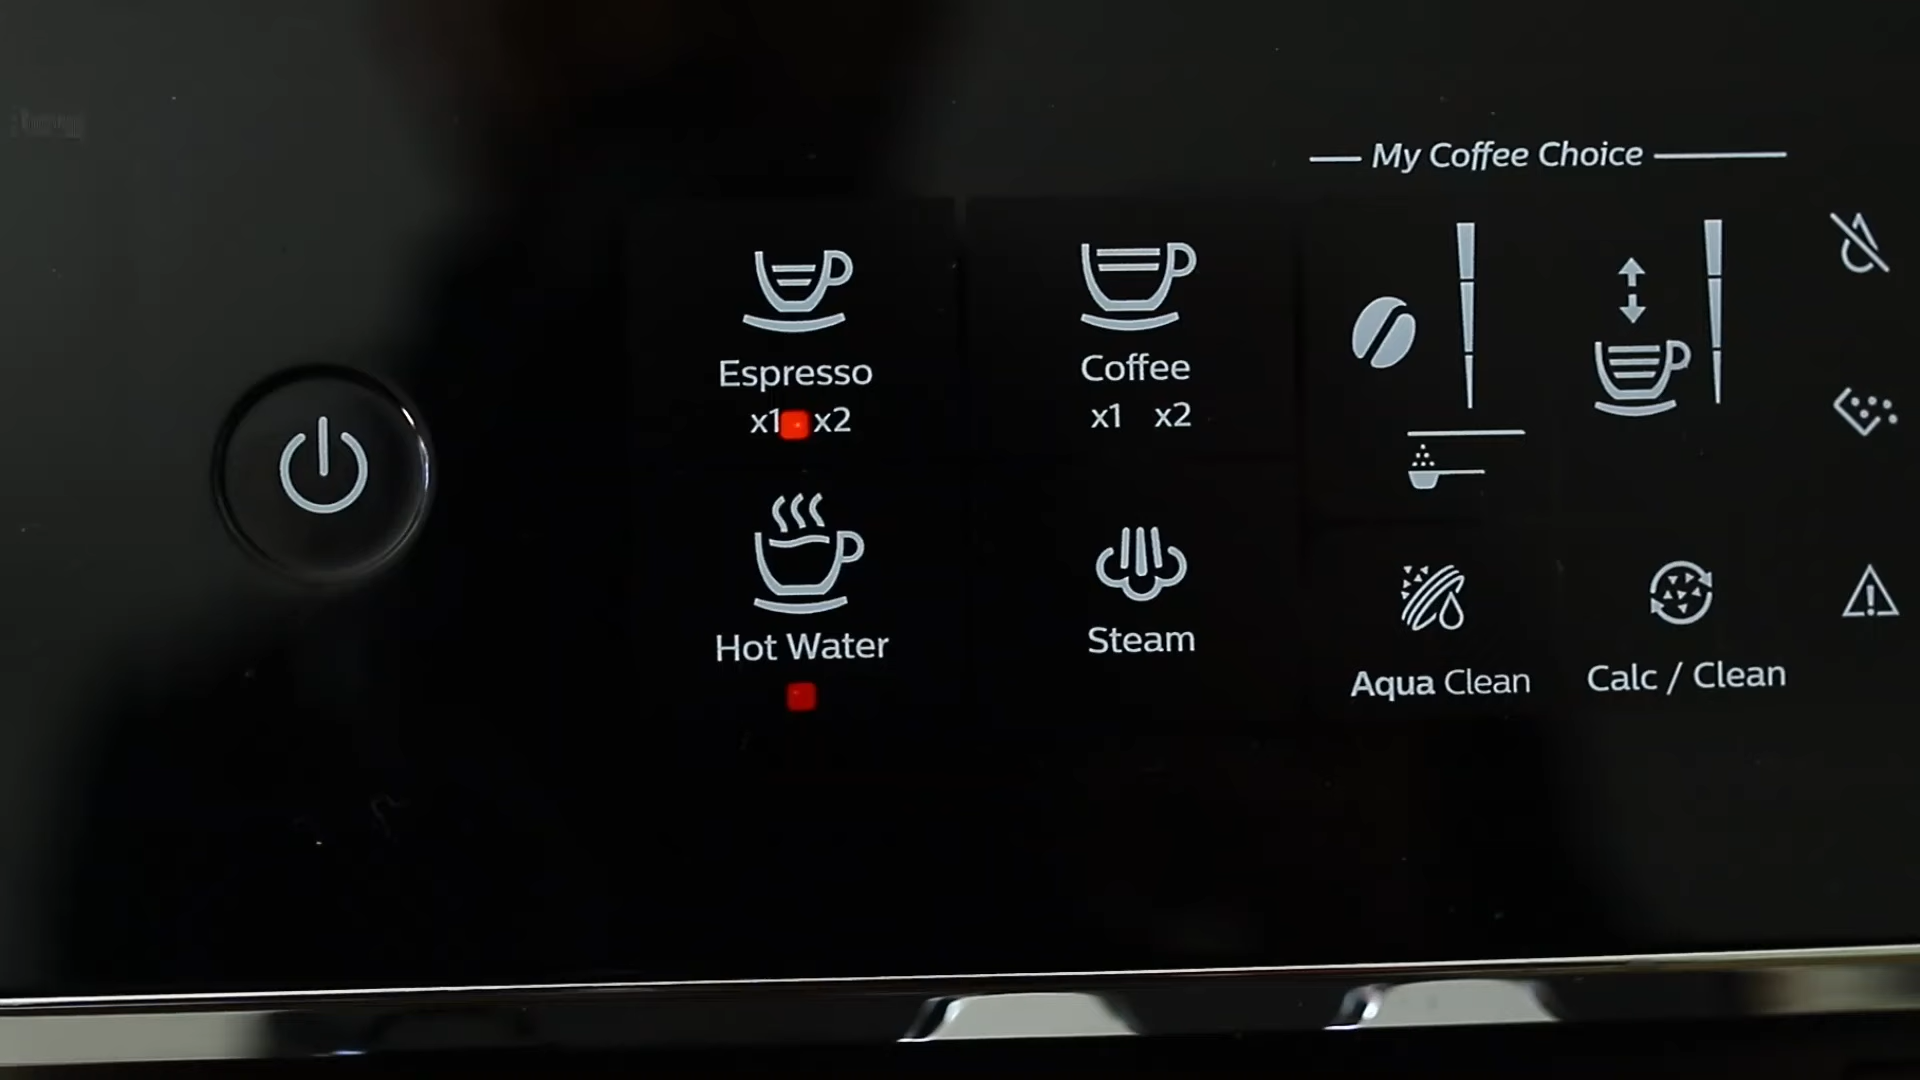 My Coffee Choice
Espresso
x1 x2
Coffee
x1 x2
Hot Water
Steam
Aqua Clean
Calc / Clean